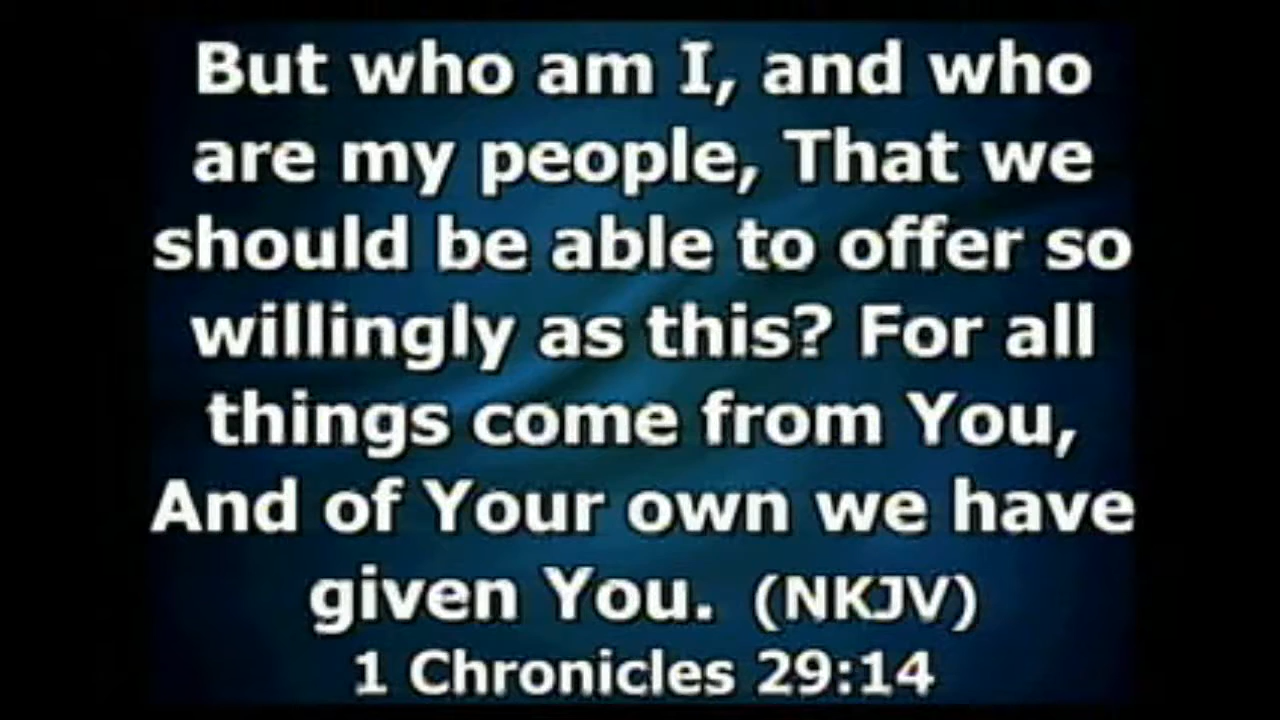 But who am I, and who
are my people, That we
should be able to offer so
willingly as this? For all
things come from You,
And of Your own we have
given You. (NKJV)
1 Chronicles 29:14